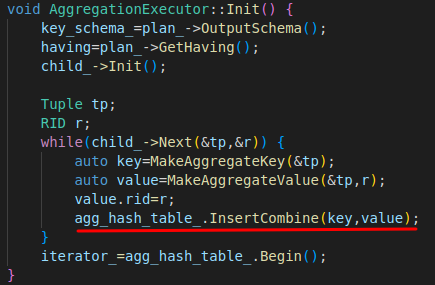 void AggregationExecutor::Init() {
key_schema_=plan_->OutputSchema();
having=plan_->GetHaving();
child_->Init();
Tuple tp;
RID r;
while(child_->Next(&tp,&r)) {
auto key=MakeAggregateKey(&tp);
auto value=MakeAggregateValue(&tp,r);
value.rid=r;
agg_hash_table_.InsertCombine(key,value);
}
iterator_=agg_hash_table_.Begin();
}